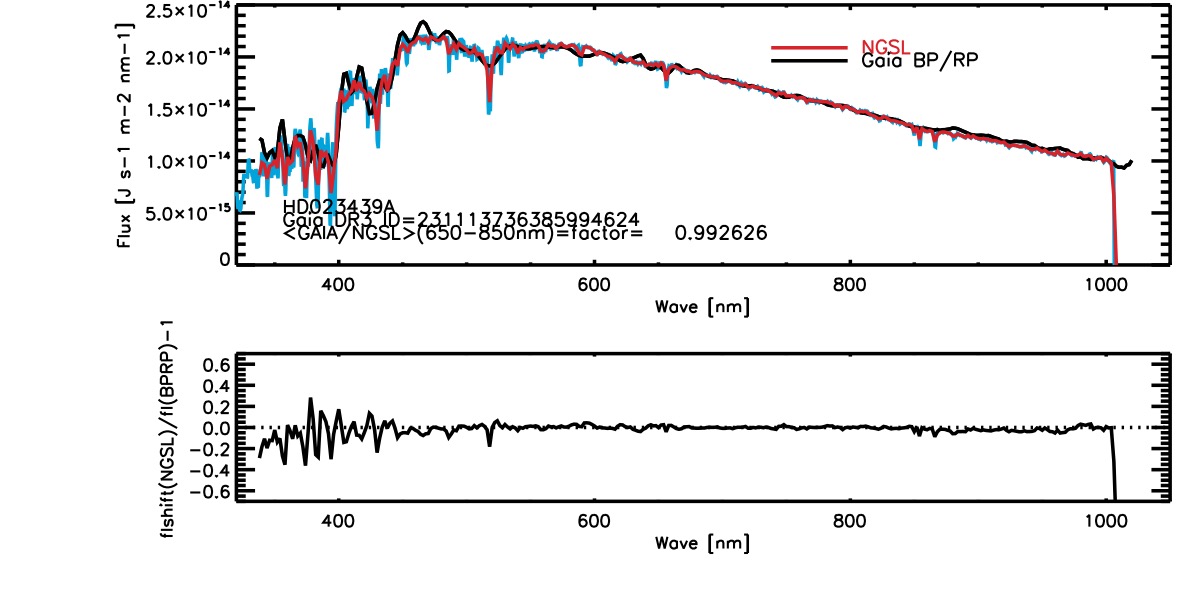 2.5×10⁻¹⁴
2.0×10⁻¹⁴
1.5×10⁻¹⁴
1.0×10⁻¹⁴
5.0×10⁻¹⁵
0
Flux [J s−1 m−2 nm−1]
NGSL
Gaia BP/RP
HD023439A
Gaia DR3 ID=231113736385994624
<GAIA/NGSL>(650−850nm)=factor= 0.992626
400 600 800 1000
Wave [nm]
0.6
0.4
0.2
0.0
−0.2
−0.4
−0.6
flshift(NGSL)/fl(BPRP)−1
400 600 800 1000
Wave [nm]